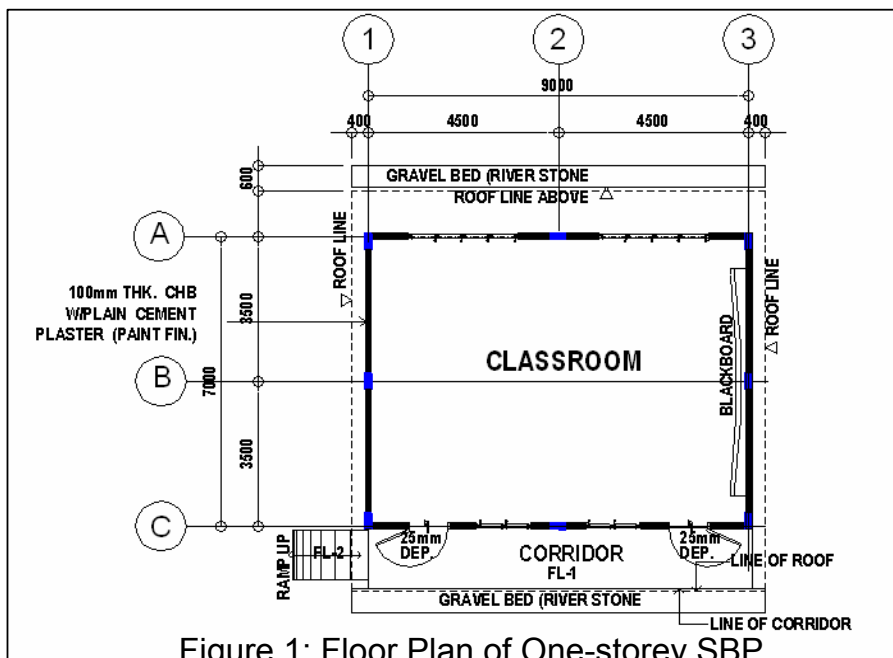 1
2
3
9000
400
4500
4500
400
600
GRAVEL BED (RIVER STONE
ROOF LINE ABOVE
A
ROOF LINE
ROOF LINE
100mm THK. CHB
W/PLAIN CEMENT
PLASTER (PAINT FIN.)
3500
7000
CLASSROOM
BLACKBOARD
B
3500
C
25mm
DEP.
25mm
DEP.
RAMP UP
FL-2
CORRIDOR
FL-1
LINE OF ROOF
GRAVEL BED (RIVER STONE
LINE OF CORRIDOR
Figure 1: Floor Plan of One-storey SBP